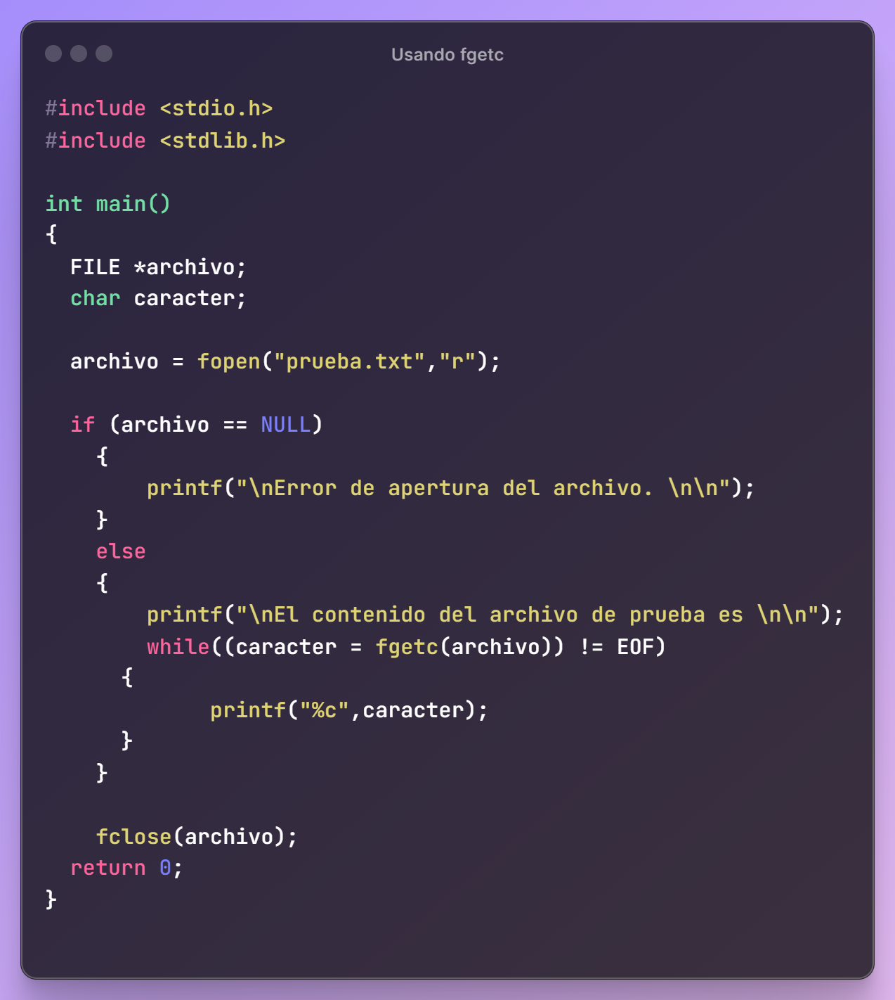 Usando fgetc
#include <stdio.h>
#include <stdlib.h>
int main()
{
  FILE *archivo;
  char caracter;
  archivo = fopen("prueba.txt","r");
  if (archivo == NULL)
    {
        printf("\nError de apertura del archivo. \n\n");
    }
    else
    {
        printf("\nEl contenido del archivo de prueba es \n\n");
        while((caracter = fgetc(archivo)) != EOF)
      {
             printf("%c",caracter);
      }
    }
    fclose(archivo);
  return 0;
}